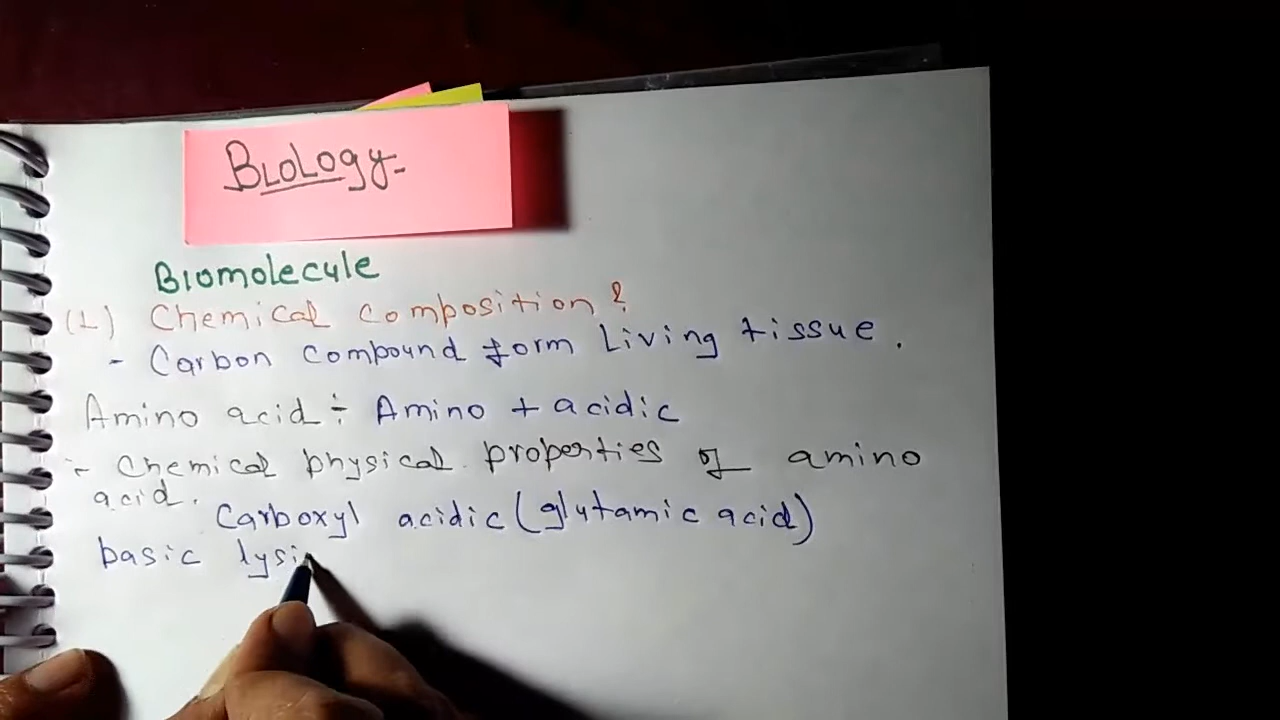 Biology-
Biomolecule
(1) Chemical composition?
- Carbon compound form Living tissue.
Amino acid ÷ Amino + acidic
- Chemical physical properties of amino
acid.
Carboxyl acidic (glutamic acid)
basic lysi